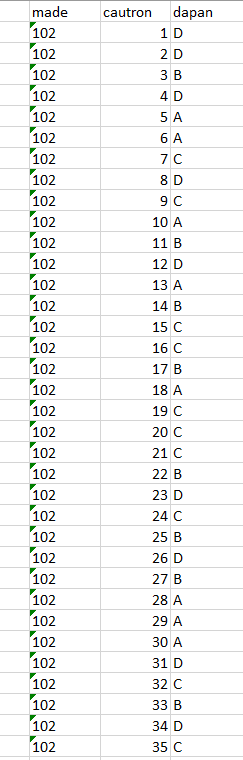 made cautron dapan
102 1 D
102 2 D
102 3 B
102 4 D
102 5 A
102 6 A
102 7 C
102 8 D
102 9 C
102 10 A
102 11 B
102 12 D
102 13 A
102 14 B
102 15 C
102 16 C
102 17 B
102 18 A
102 19 C
102 20 C
102 21 C
102 22 B
102 23 D
102 24 C
102 25 B
102 26 D
102 27 B
102 28 A
102 29 A
102 30 A
102 31 D
102 32 C
102 33 B
102 34 D
102 35 C